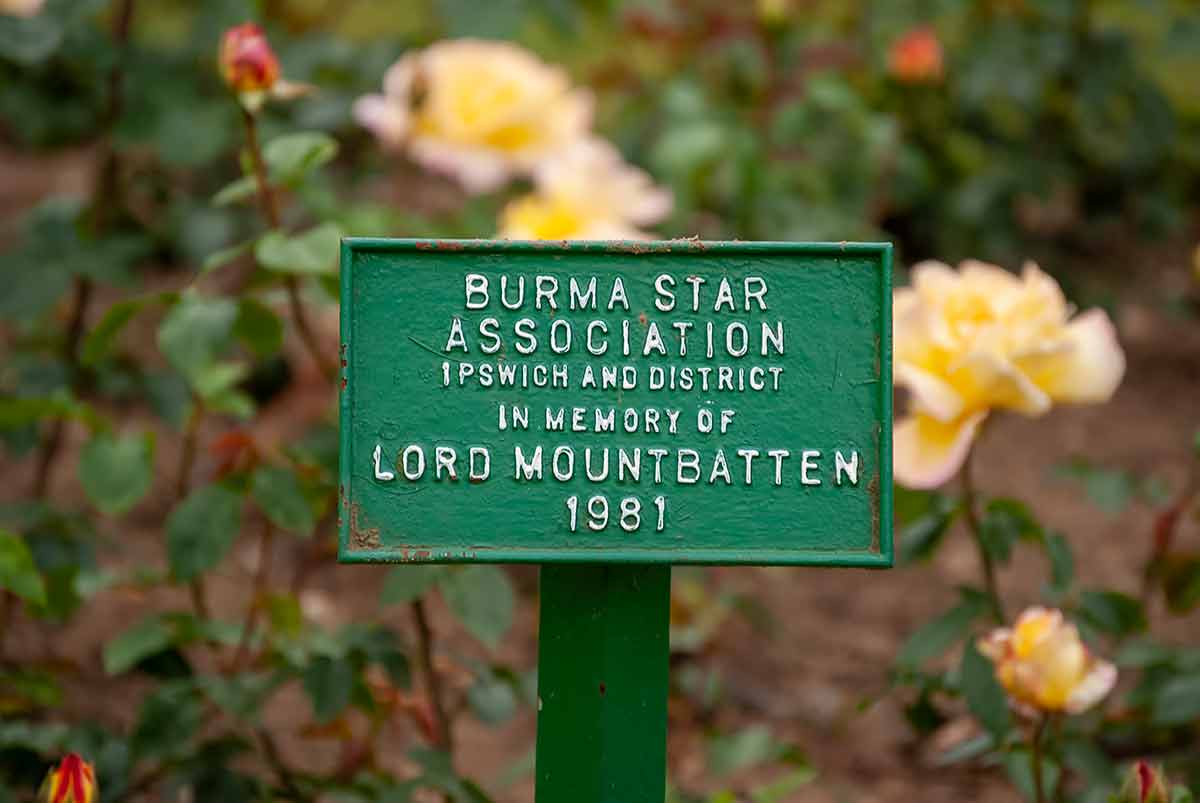 BURMA STAR
ASSOCIATION
IPSWICH AND DISTRICT
IN MEMORY OF
LORD MOUNTBATTEN
1981